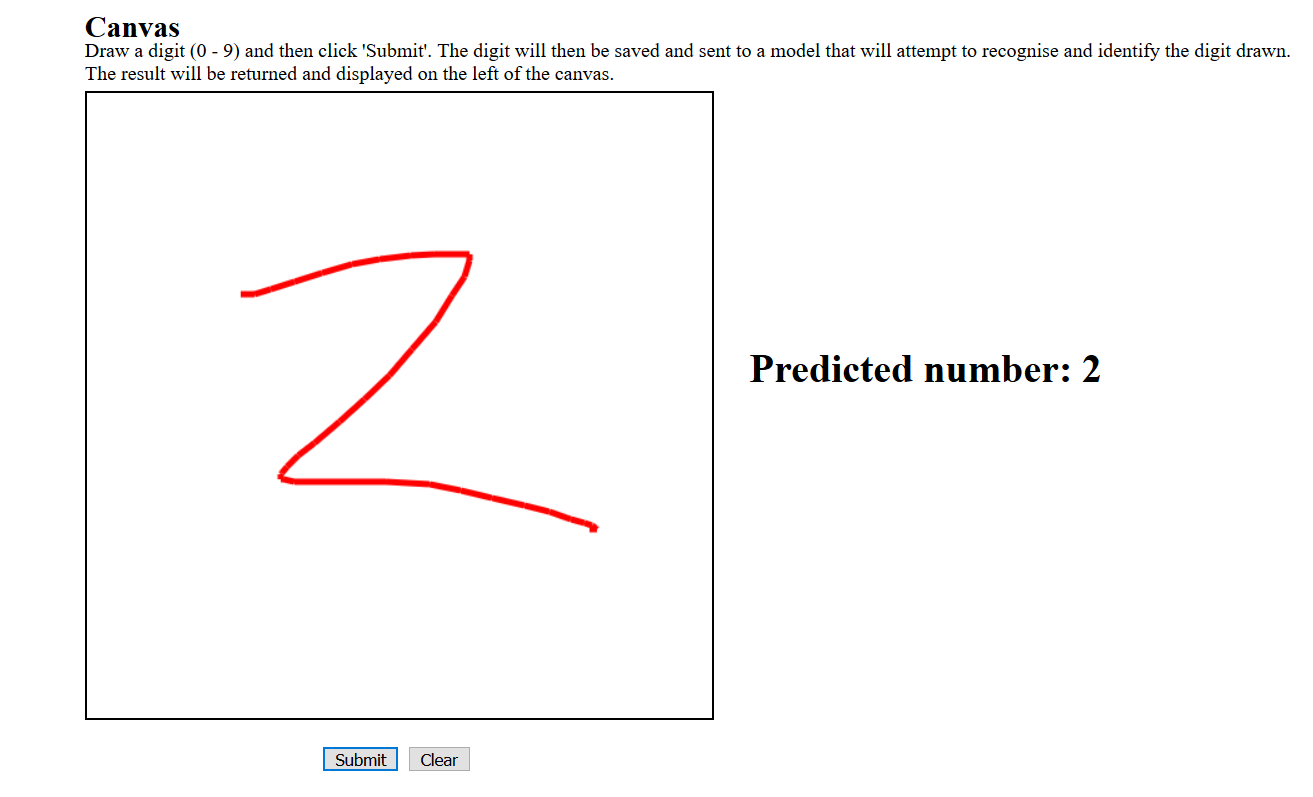 Canvas
Draw a digit (0 - 9) and then click 'Submit'. The digit will then be saved and sent to a model that will attempt to recognise and identify the digit drawn.
The result will be returned and displayed on the left of the canvas.
2
Predicted number: 2
Submit Clear